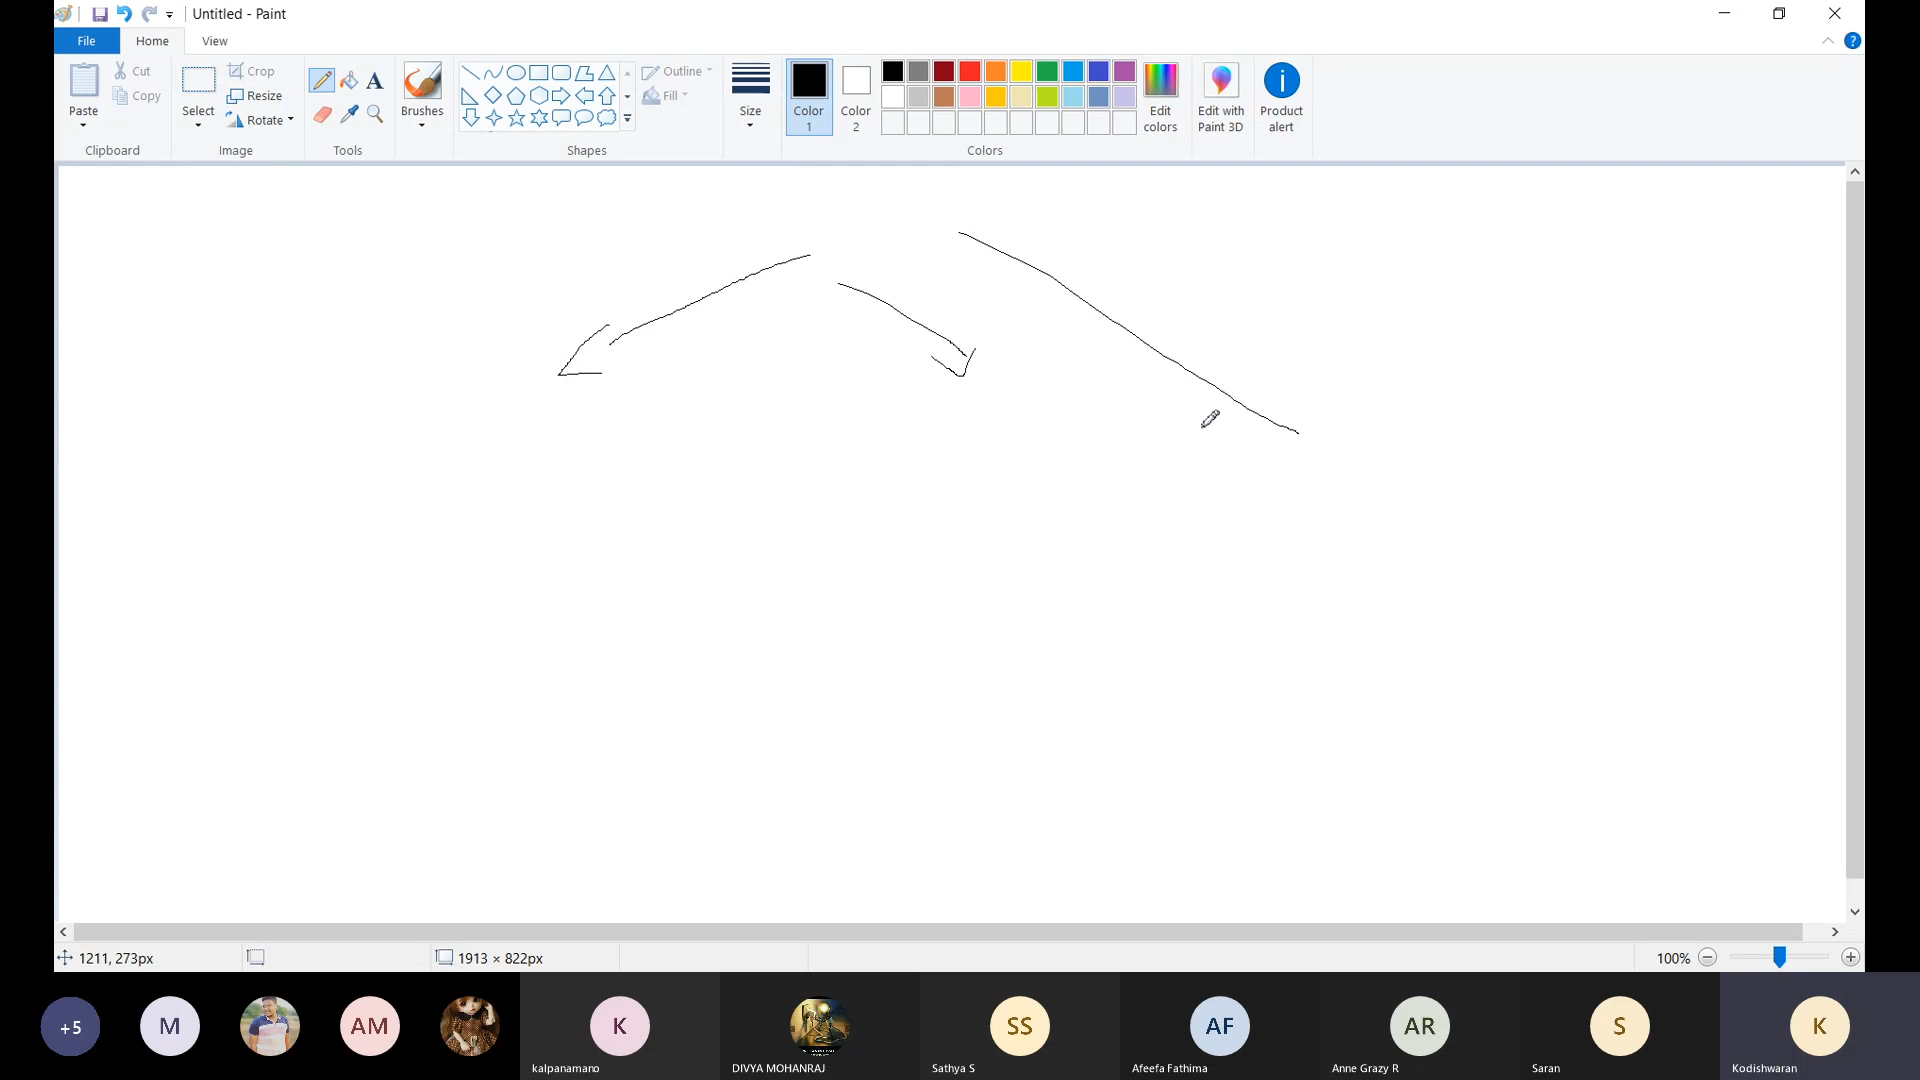 Untitled - Paint
File Home View
Paste
Cut
Copy
Clipboard
Select
Crop
Resize
Rotate
Image
A
Tools
Brushes
Shapes
Outline
Fill
Size
Color 1
Color 2
Edit colors
Colors
Edit with Paint 3D
Product alert
?
1211, 273px
1913 × 822px
100%
+5
M
AM
K
kalpanamano
DIVYA MOHANRAJ
SS
Sathya S
AF
Afeefa Fathima
AR
Anne Grazy R
S
Saran
K
Kodishwaran